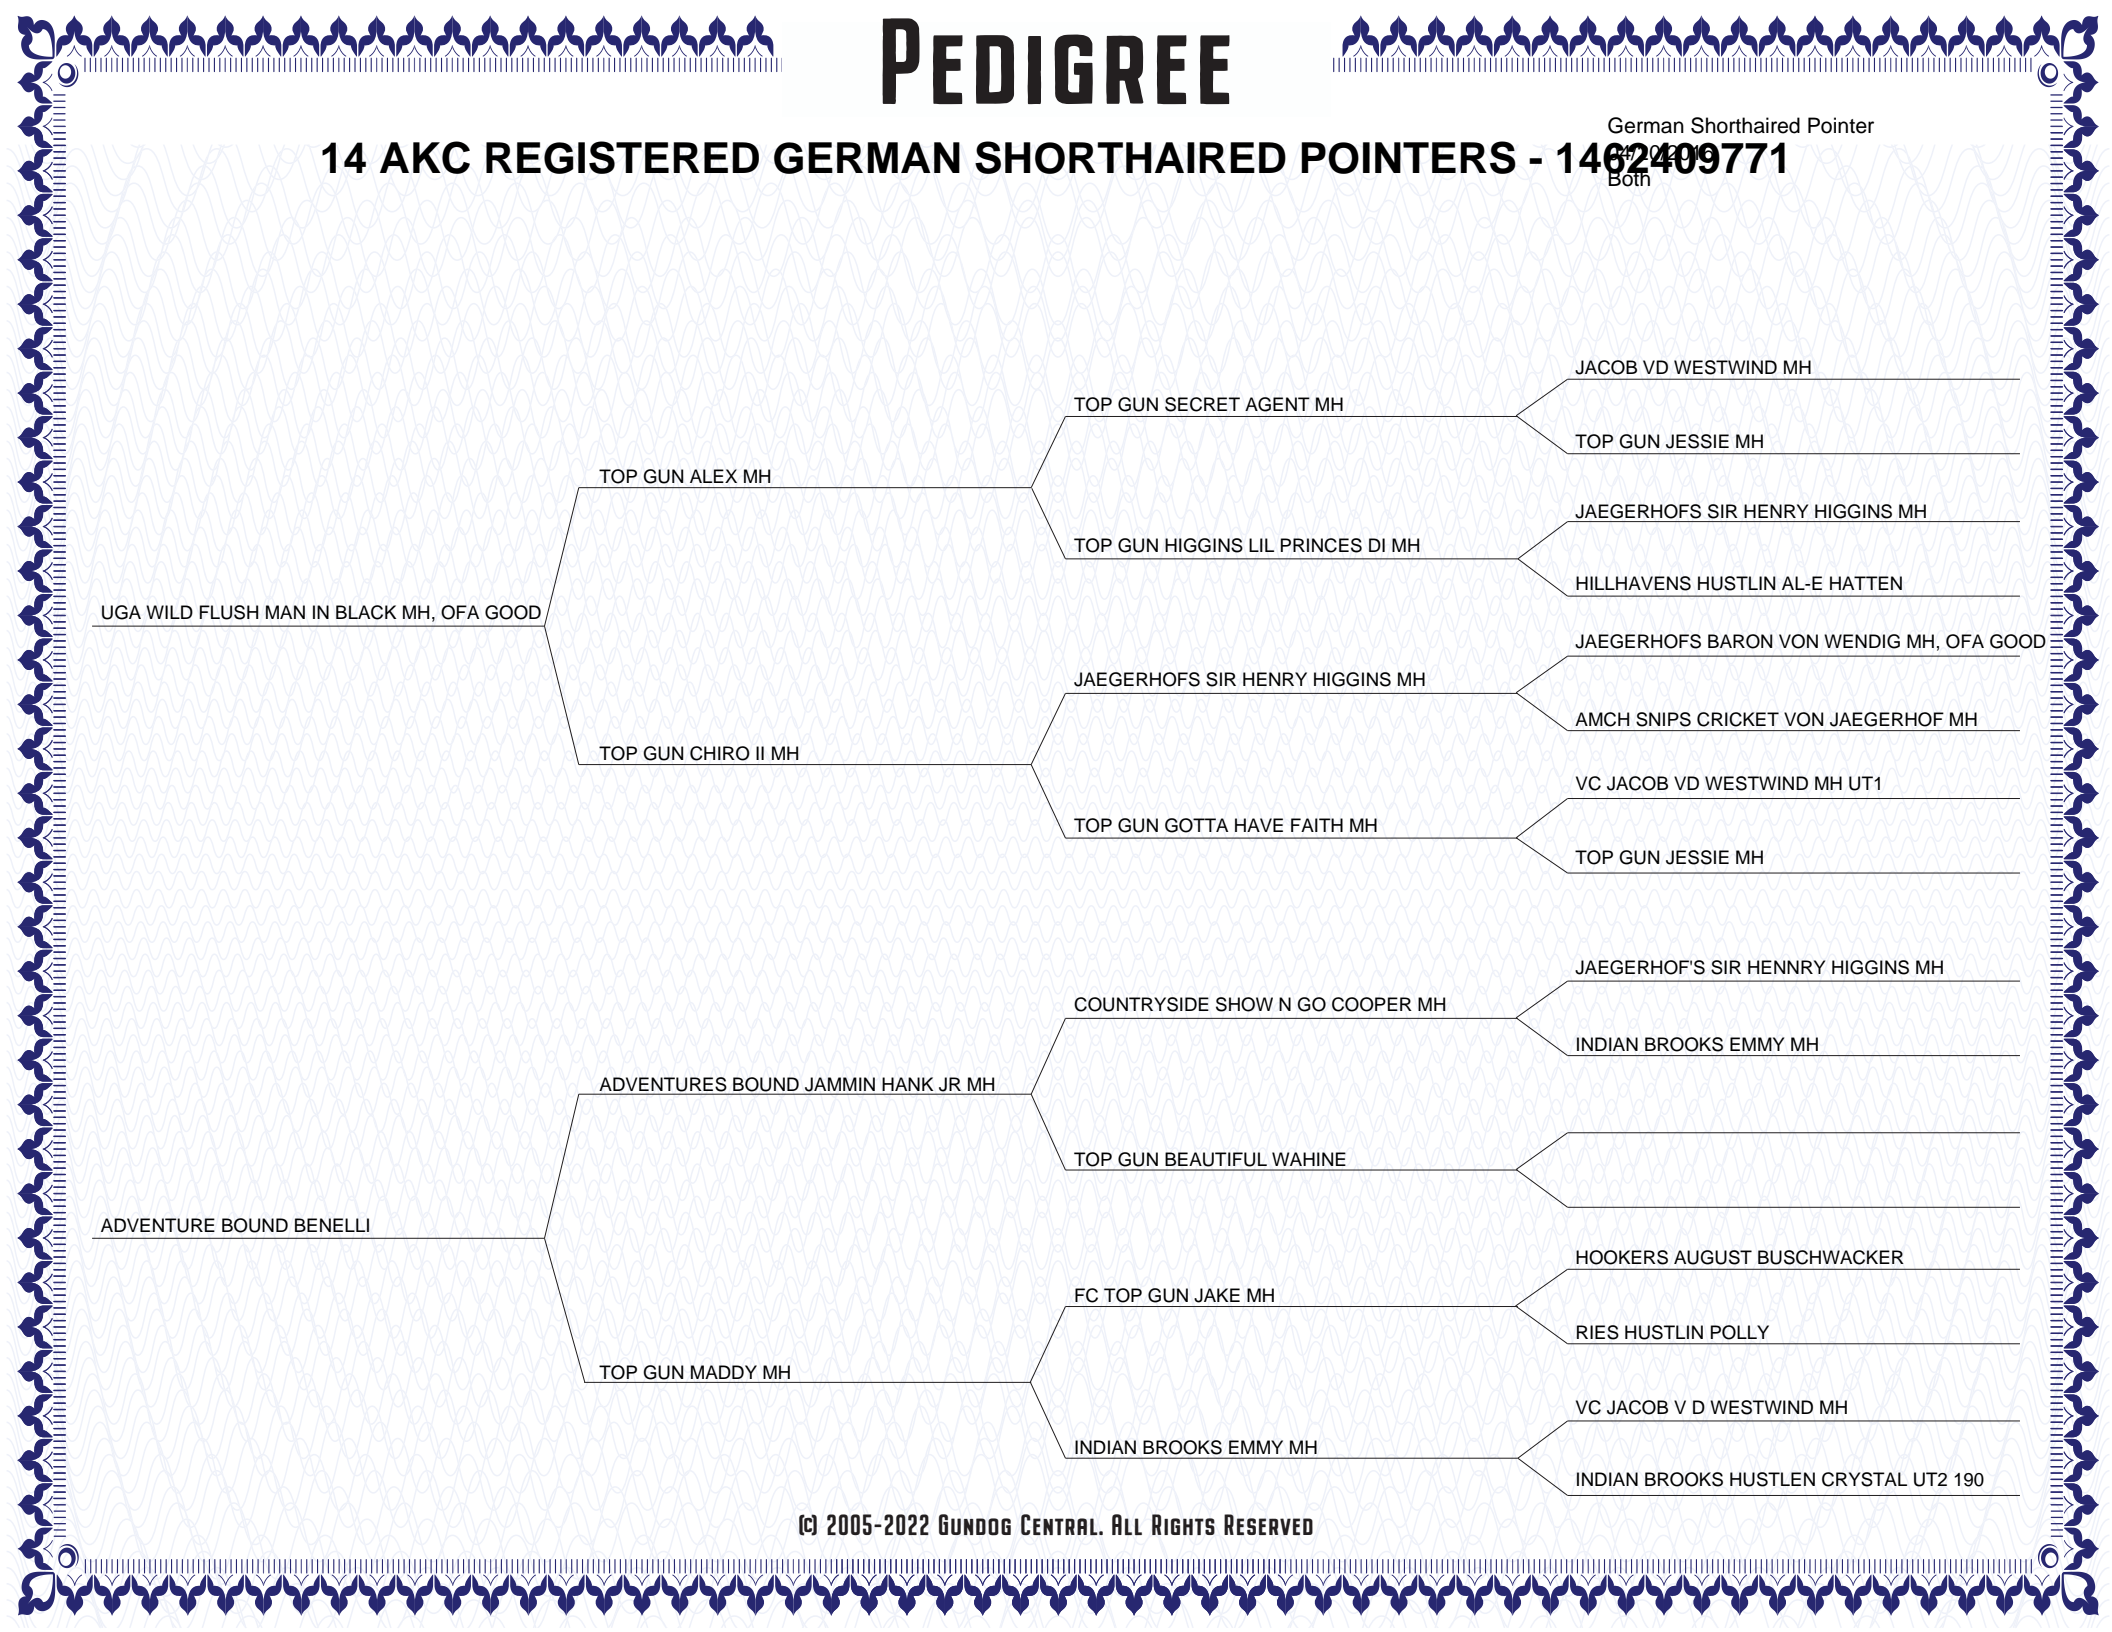 PEDIGREE
German Shorthaired Pointer
14 AKC REGISTERED GERMAN SHORTHAIRED POINTERS - 1462409771
Both
JACOB VD WESTWIND MH
TOP GUN SECRET AGENT MH
TOP GUN JESSIE MH
TOP GUN ALEX MH
JAEGERHOFS SIR HENRY HIGGINS MH
TOP GUN HIGGINS LIL PRINCES DI MH
HILLHAVENS HUSTLIN AL-E HATTEN
UGA WILD FLUSH MAN IN BLACK MH, OFA GOOD
JAEGERHOFS BARON VON WENDIG MH, OFA GOOD
JAEGERHOFS SIR HENRY HIGGINS MH
AMCH SNIPS CRICKET VON JAEGERHOF MH
TOP GUN CHIRO II MH
VC JACOB VD WESTWIND MH UT1
TOP GUN GOTTA HAVE FAITH MH
TOP GUN JESSIE MH
JAEGERHOF'S SIR HENNRY HIGGINS MH
COUNTRYSIDE SHOW N GO COOPER MH
INDIAN BROOKS EMMY MH
ADVENTURES BOUND JAMMIN HANK JR MH
TOP GUN BEAUTIFUL WAHINE
ADVENTURE BOUND BENELLI
HOOKERS AUGUST BUSCHWACKER
FC TOP GUN JAKE MH
RIES HUSTLIN POLLY
TOP GUN MADDY MH
VC JACOB V D WESTWIND MH
INDIAN BROOKS EMMY MH
INDIAN BROOKS HUSTLEN CRYSTAL UT2 190
(C) 2005-2022 GUNDOG CENTRAL. ALL RIGHTS RESERVED